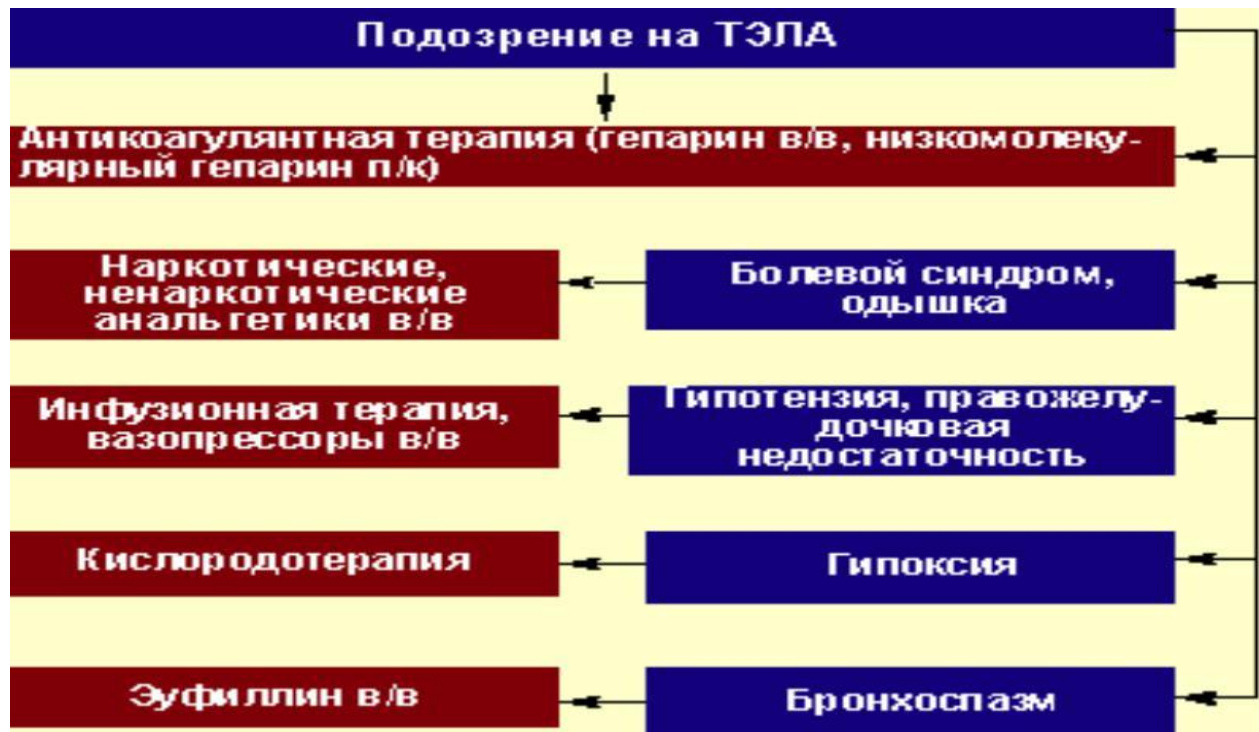 Подозрение на ТЭЛА
Антикоагулянтная терапия (гепарин в/в, низкомолеку-
лярный гепарин п/к)
Наркотические,
ненаркотические
анальгетики в/в
Болевой синдром,
одышка
Инфузионная терапия,
вазопрессоры в/в
Гипотензия, правожелу-
дочковая
недостаточность
Кислородотерапия
Гипоксия
Эуфиллин в/в
Бронхоспазм